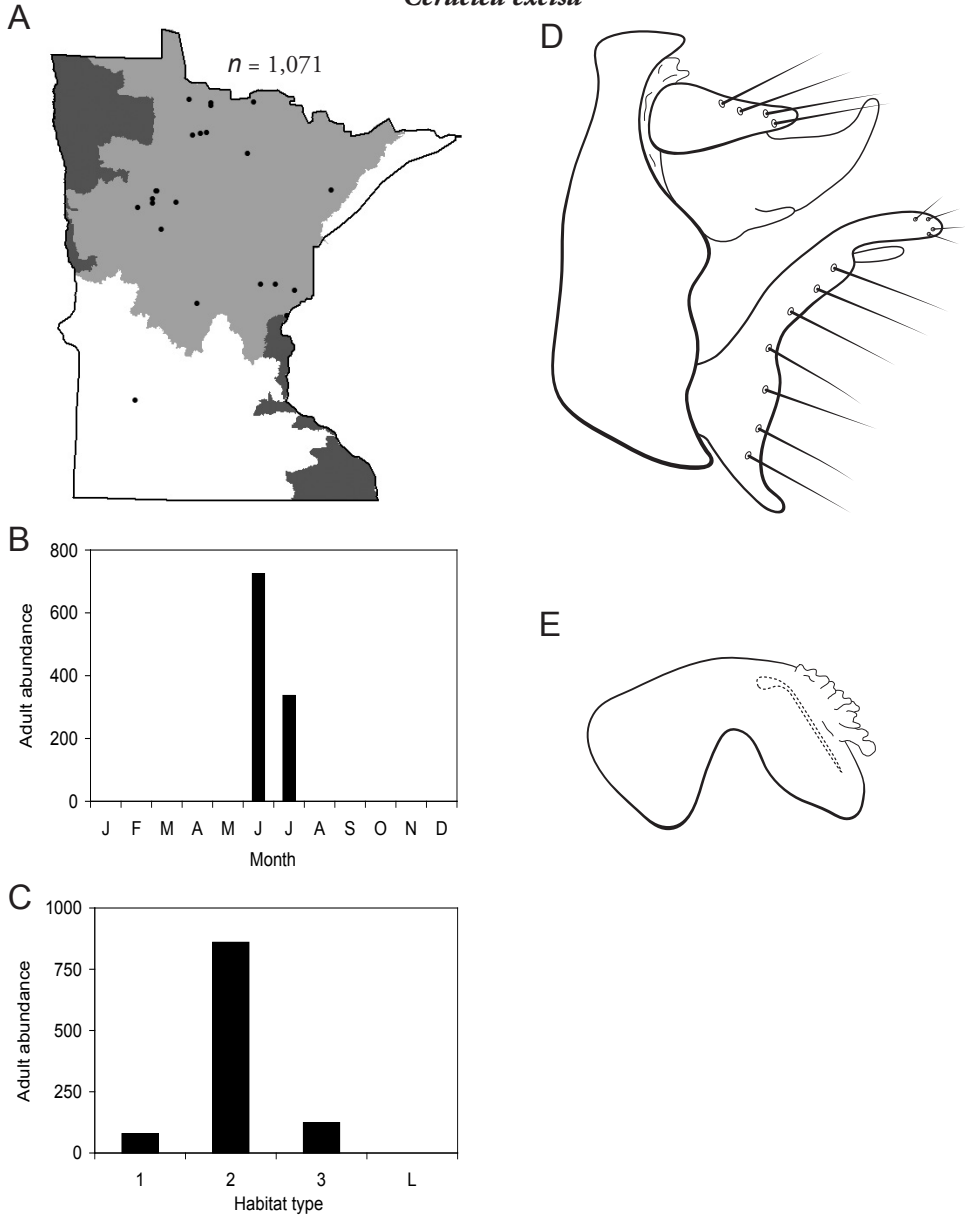 Ceraclea excisa
A
n = 1,071
D
B
800
600
400
200
0
Adult abundance
J F M A M J J A S O N D
Month
E
C
1000
750
500
250
0
Adult abundance
1 2 3 L
Habitat type